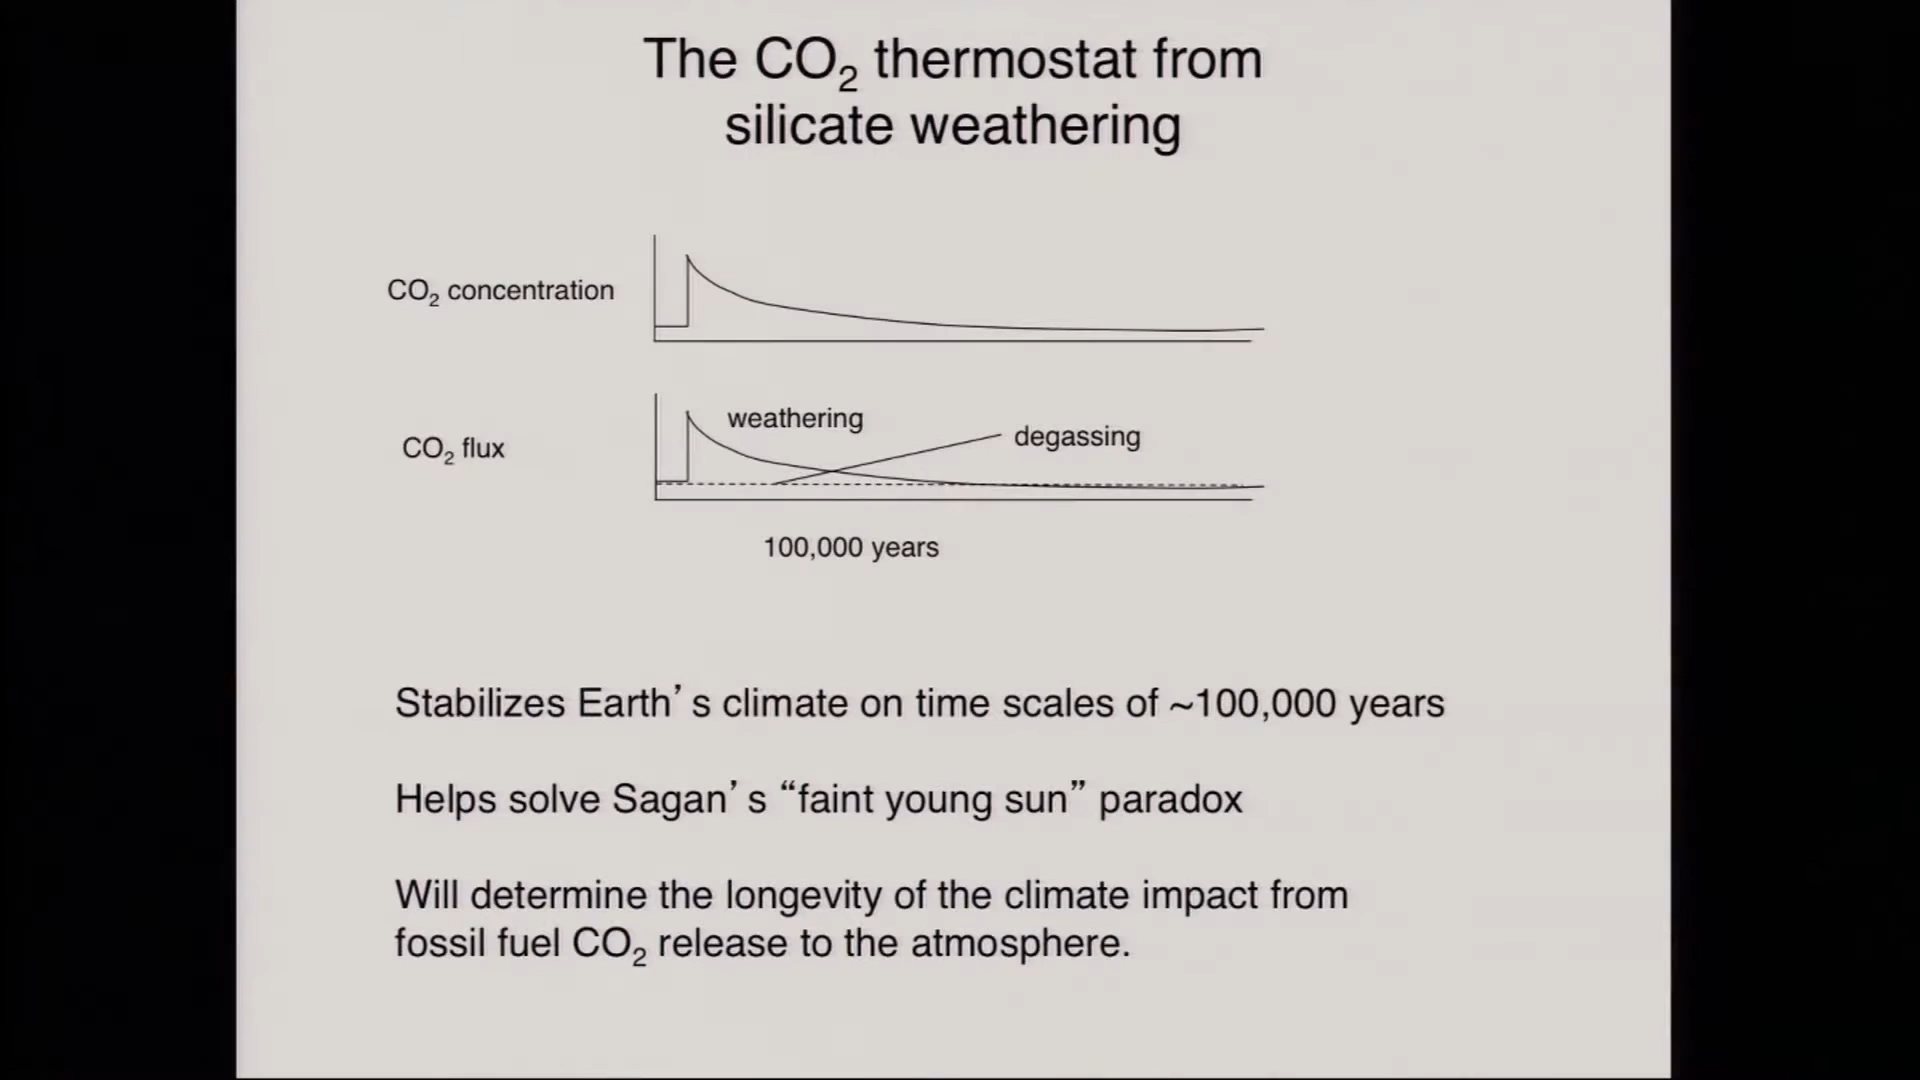 The CO₂ thermostat from
silicate weathering
CO₂ concentration
weathering
degassing
CO₂ flux
100,000 years
Stabilizes Earth’s climate on time scales of ~100,000 years
Helps solve Sagan’s “faint young sun” paradox
Will determine the longevity of the climate impact from
fossil fuel CO₂ release to the atmosphere.